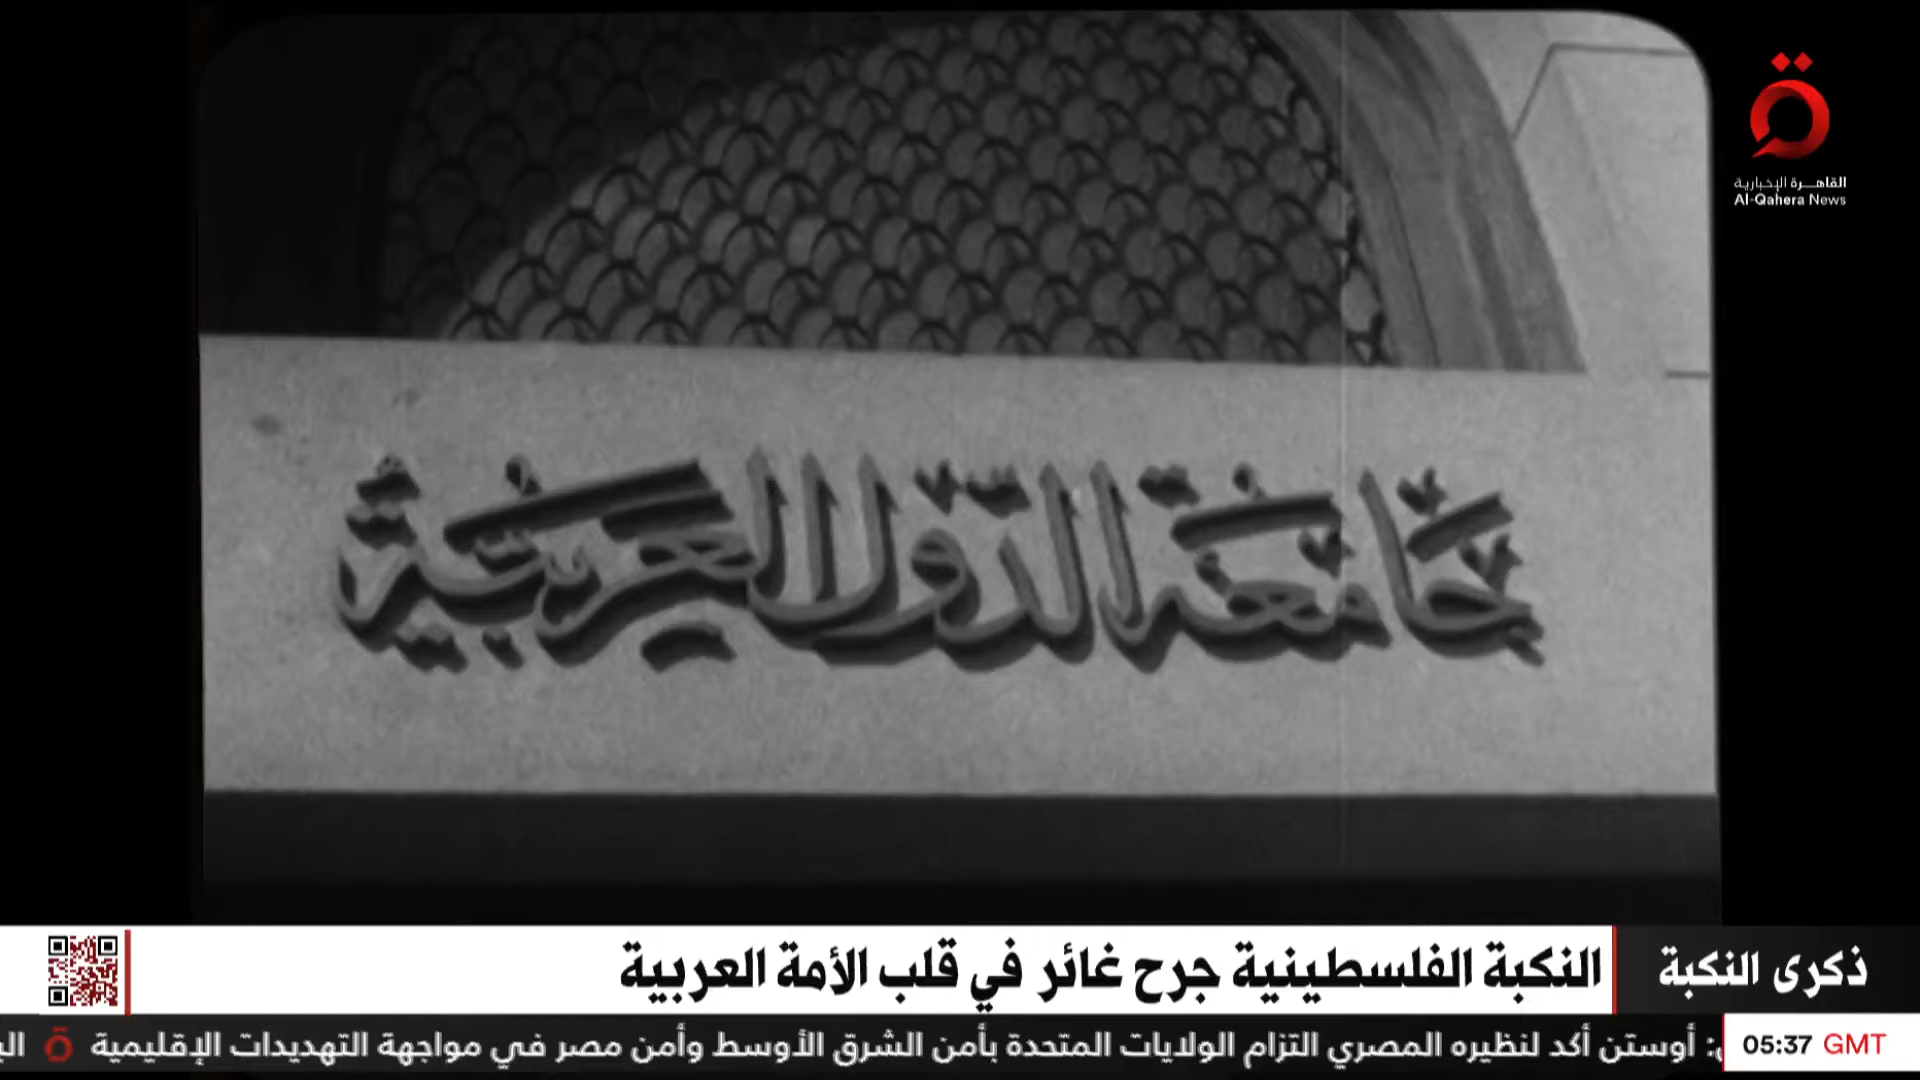 القاهرة الإخبارية
Al-Qahera News
جامعة الدول العربية
ذكرى النكبة
النكبة الفلسطينية جرح غائر في قلب الأمة العربية
أوستن أكد لنظيره المصري التزام الولايات المتحدة بأمن الشرق الأوسط وأمن مصر في مواجهة التهديدات الإقليمية
05:37 GMT